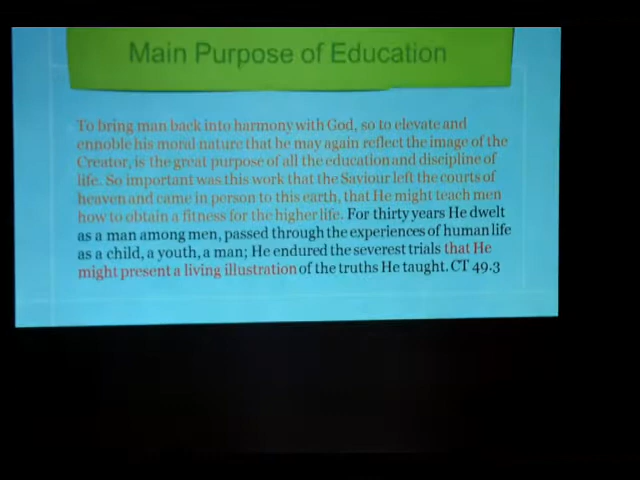 Main Purpose of Education
To bring man back into harmony with God, so to elevate and
ennoble his moral nature that he may again reflect the image of the
Creator, is the great purpose of all the education and discipline of
life. So important was this work that the Saviour left the courts of
heaven and came in person to this earth, that He might teach men
how to obtain a fitness for the higher life. For thirty years He dwelt
as a man among men, passed through the experiences of human life
as a child, a youth, a man; He endured the severest trials that He
might present a living illustration of the truths He taught. CT 49.3